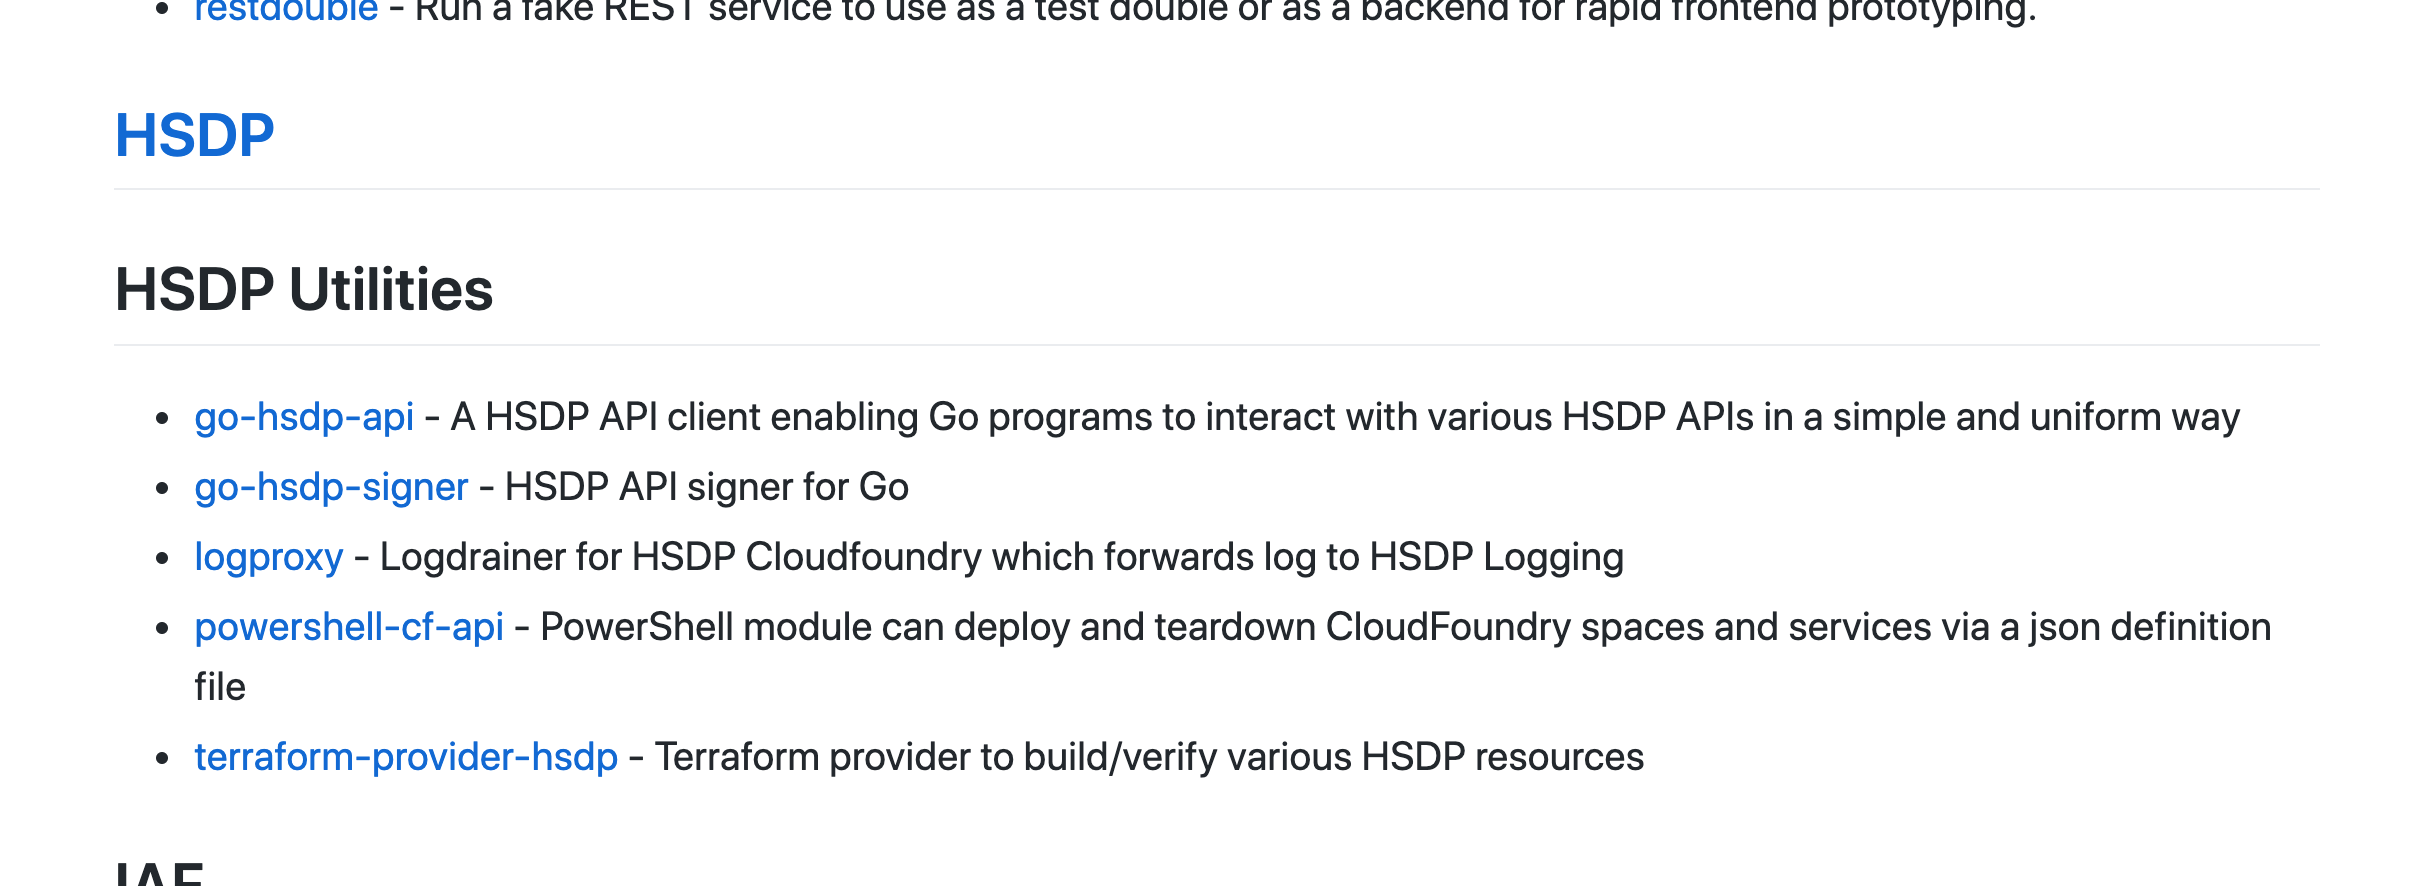 • restdouble - Run a fake REST service to use as a test double or as a backend for rapid frontend prototyping.
HSDP
HSDP Utilities
• go-hsdp-api - A HSDP API client enabling Go programs to interact with various HSDP APIs in a simple and uniform way
• go-hsdp-signer - HSDP API signer for Go
• logproxy - Logdrainer for HSDP Cloudfoundry which forwards log to HSDP Logging
• powershell-cf-api - PowerShell module can deploy and teardown CloudFoundry spaces and services via a json definition
file
• terraform-provider-hsdp - Terraform provider to build/verify various HSDP resources